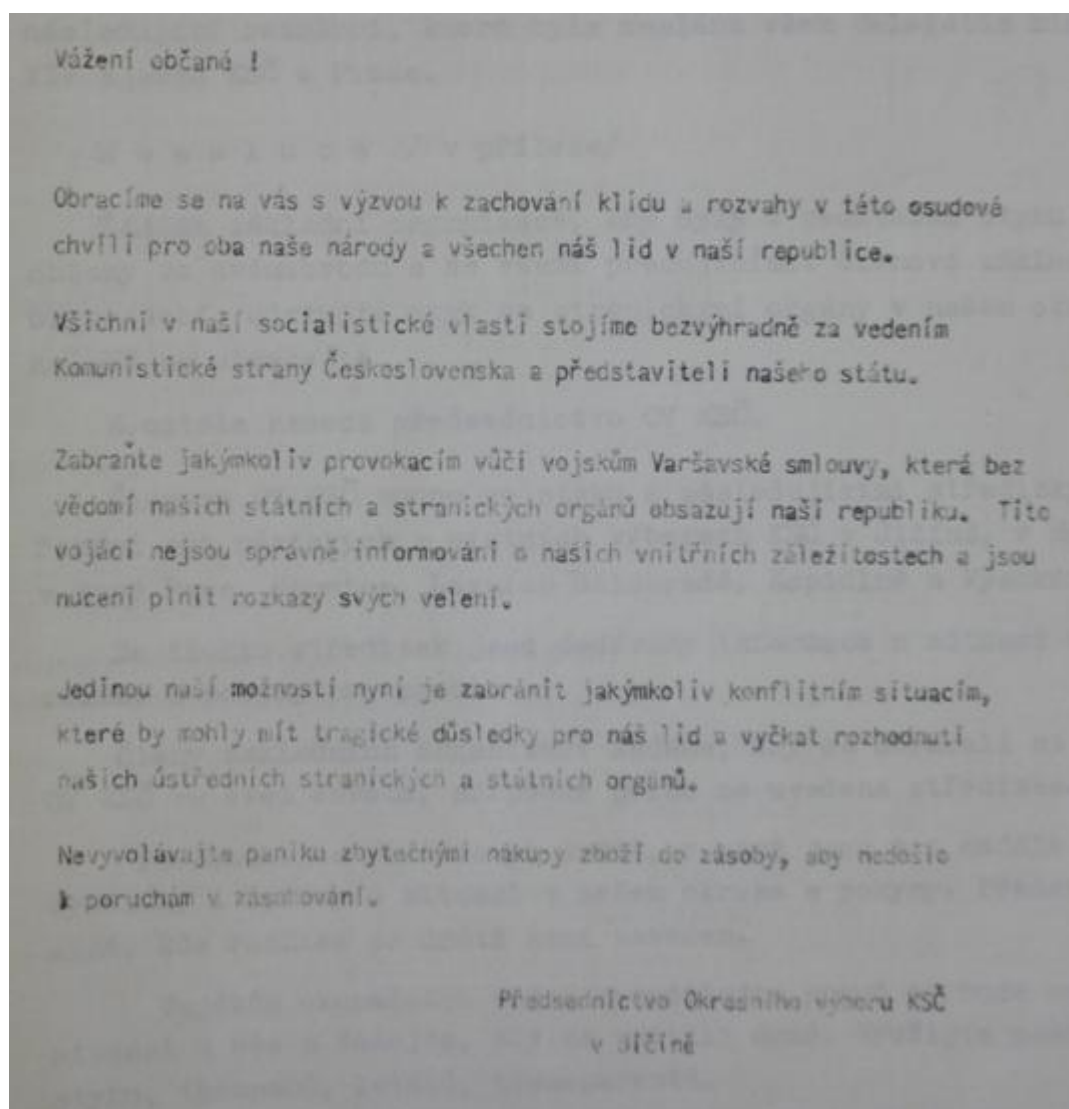 Vážení občané !
Obracíme se na vás s výzvou k zachování klidu a rozvahy v této osudové
chvíli pro oba naše národy a všechen náš lid v naší republice.
Všichni v naší socialistické vlasti stojíme bezvýhradně za vedením
Komunistické strany Československa a představiteli našeho státu.
Zabraňte jakýmkoliv provokacím vůči vojskům Varšavské smlouvy, která bez
vědomí našich státních a stranických orgánů obsazují naši republiku. Tito
vojáci nejsou správně informováni o našich vnitřních záležitostech a jsou
nuceni plnit rozkazy svých velení.
Jedinou naší možností nyní je zabránit jakýmkoliv konflitním situacím,
které by mohly mít tragické důsledky pro náš lid a vyčkat rozhodnutí
našich ústředních stranických a státních orgánů.
Nevyvolávejte paniku zbytečnými nákupy zboží do zásoby, aby nedošlo
k poruchám v zásobování.
Předsednictvo Okresního výboru KSČ
v Jičíně